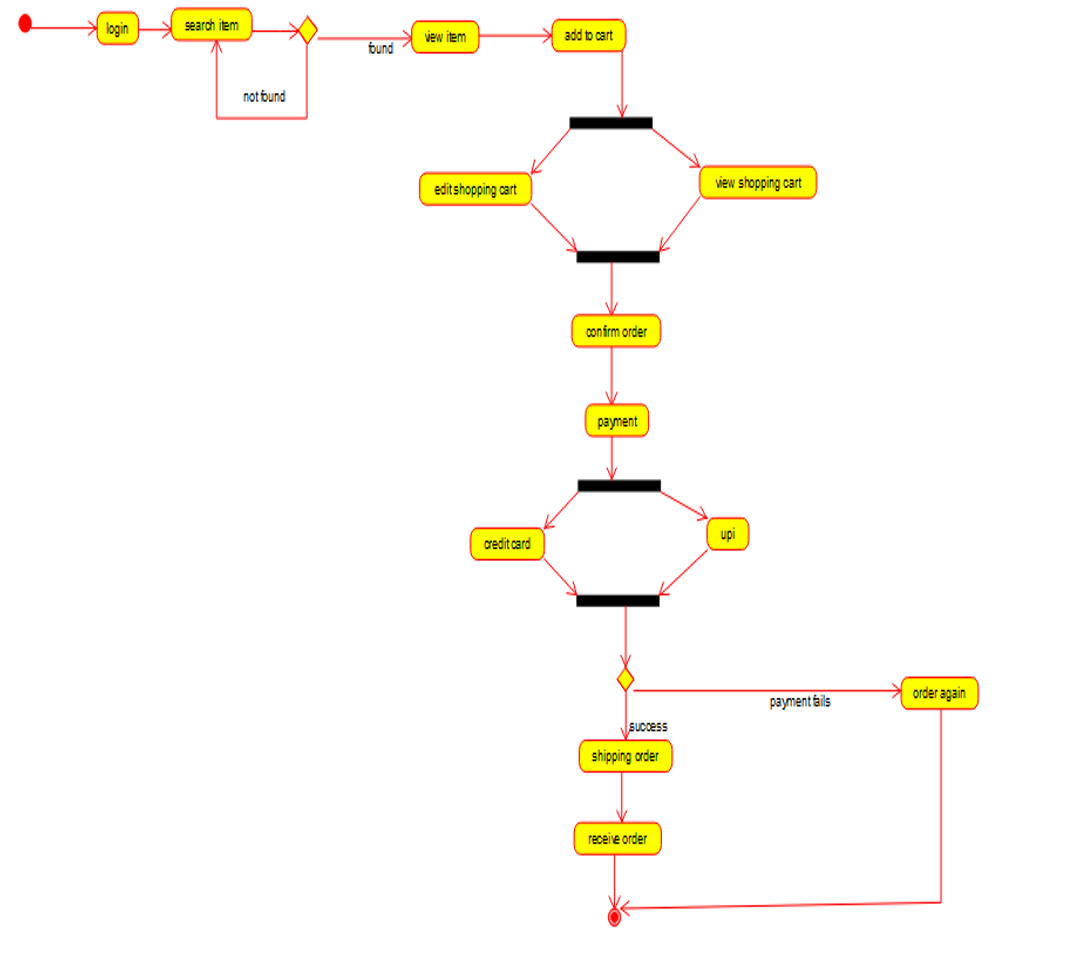 login
search item
found
view item
add to cart
not found
edit shopping cart
view shopping cart
confirm order
payment
credit card
upi
payment fails
order again
success
shipping order
receive order